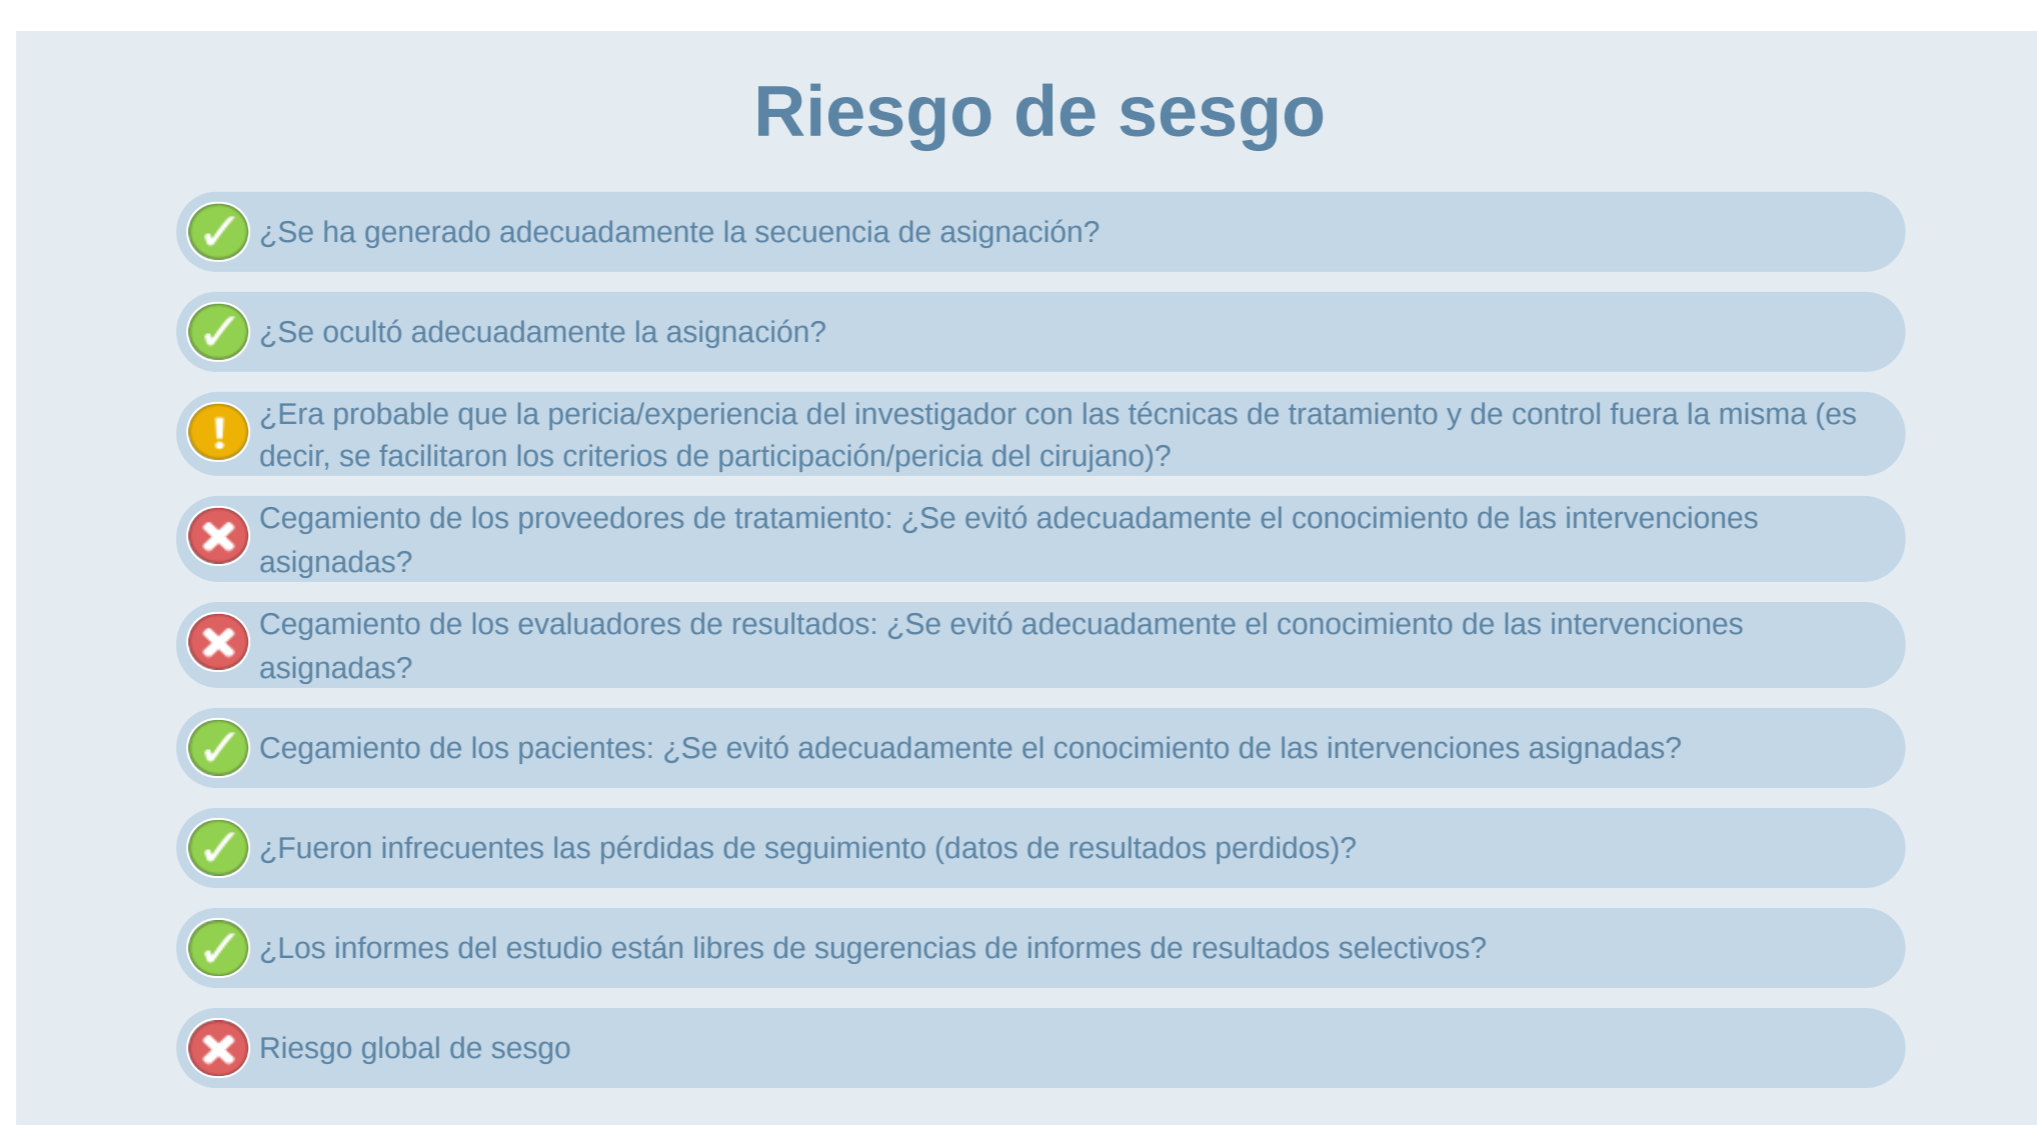 Riesgo de sesgo
¿Se ha generado adecuadamente la secuencia de asignación?
¿Se ocultó adecuadamente la asignación?
¿Era probable que la pericia/experiencia del investigador con las técnicas de tratamiento y de control fuera la misma (es
decir, se facilitaron los criterios de participación/pericia del cirujano)?
Cegamiento de los proveedores de tratamiento: ¿Se evitó adecuadamente el conocimiento de las intervenciones
asignadas?
Cegamiento de los evaluadores de resultados: ¿Se evitó adecuadamente el conocimiento de las intervenciones
asignadas?
Cegamiento de los pacientes: ¿Se evitó adecuadamente el conocimiento de las intervenciones asignadas?
¿Fueron infrecuentes las pérdidas de seguimiento (datos de resultados perdidos)?
¿Los informes del estudio están libres de sugerencias de informes de resultados selectivos?
Riesgo global de sesgo